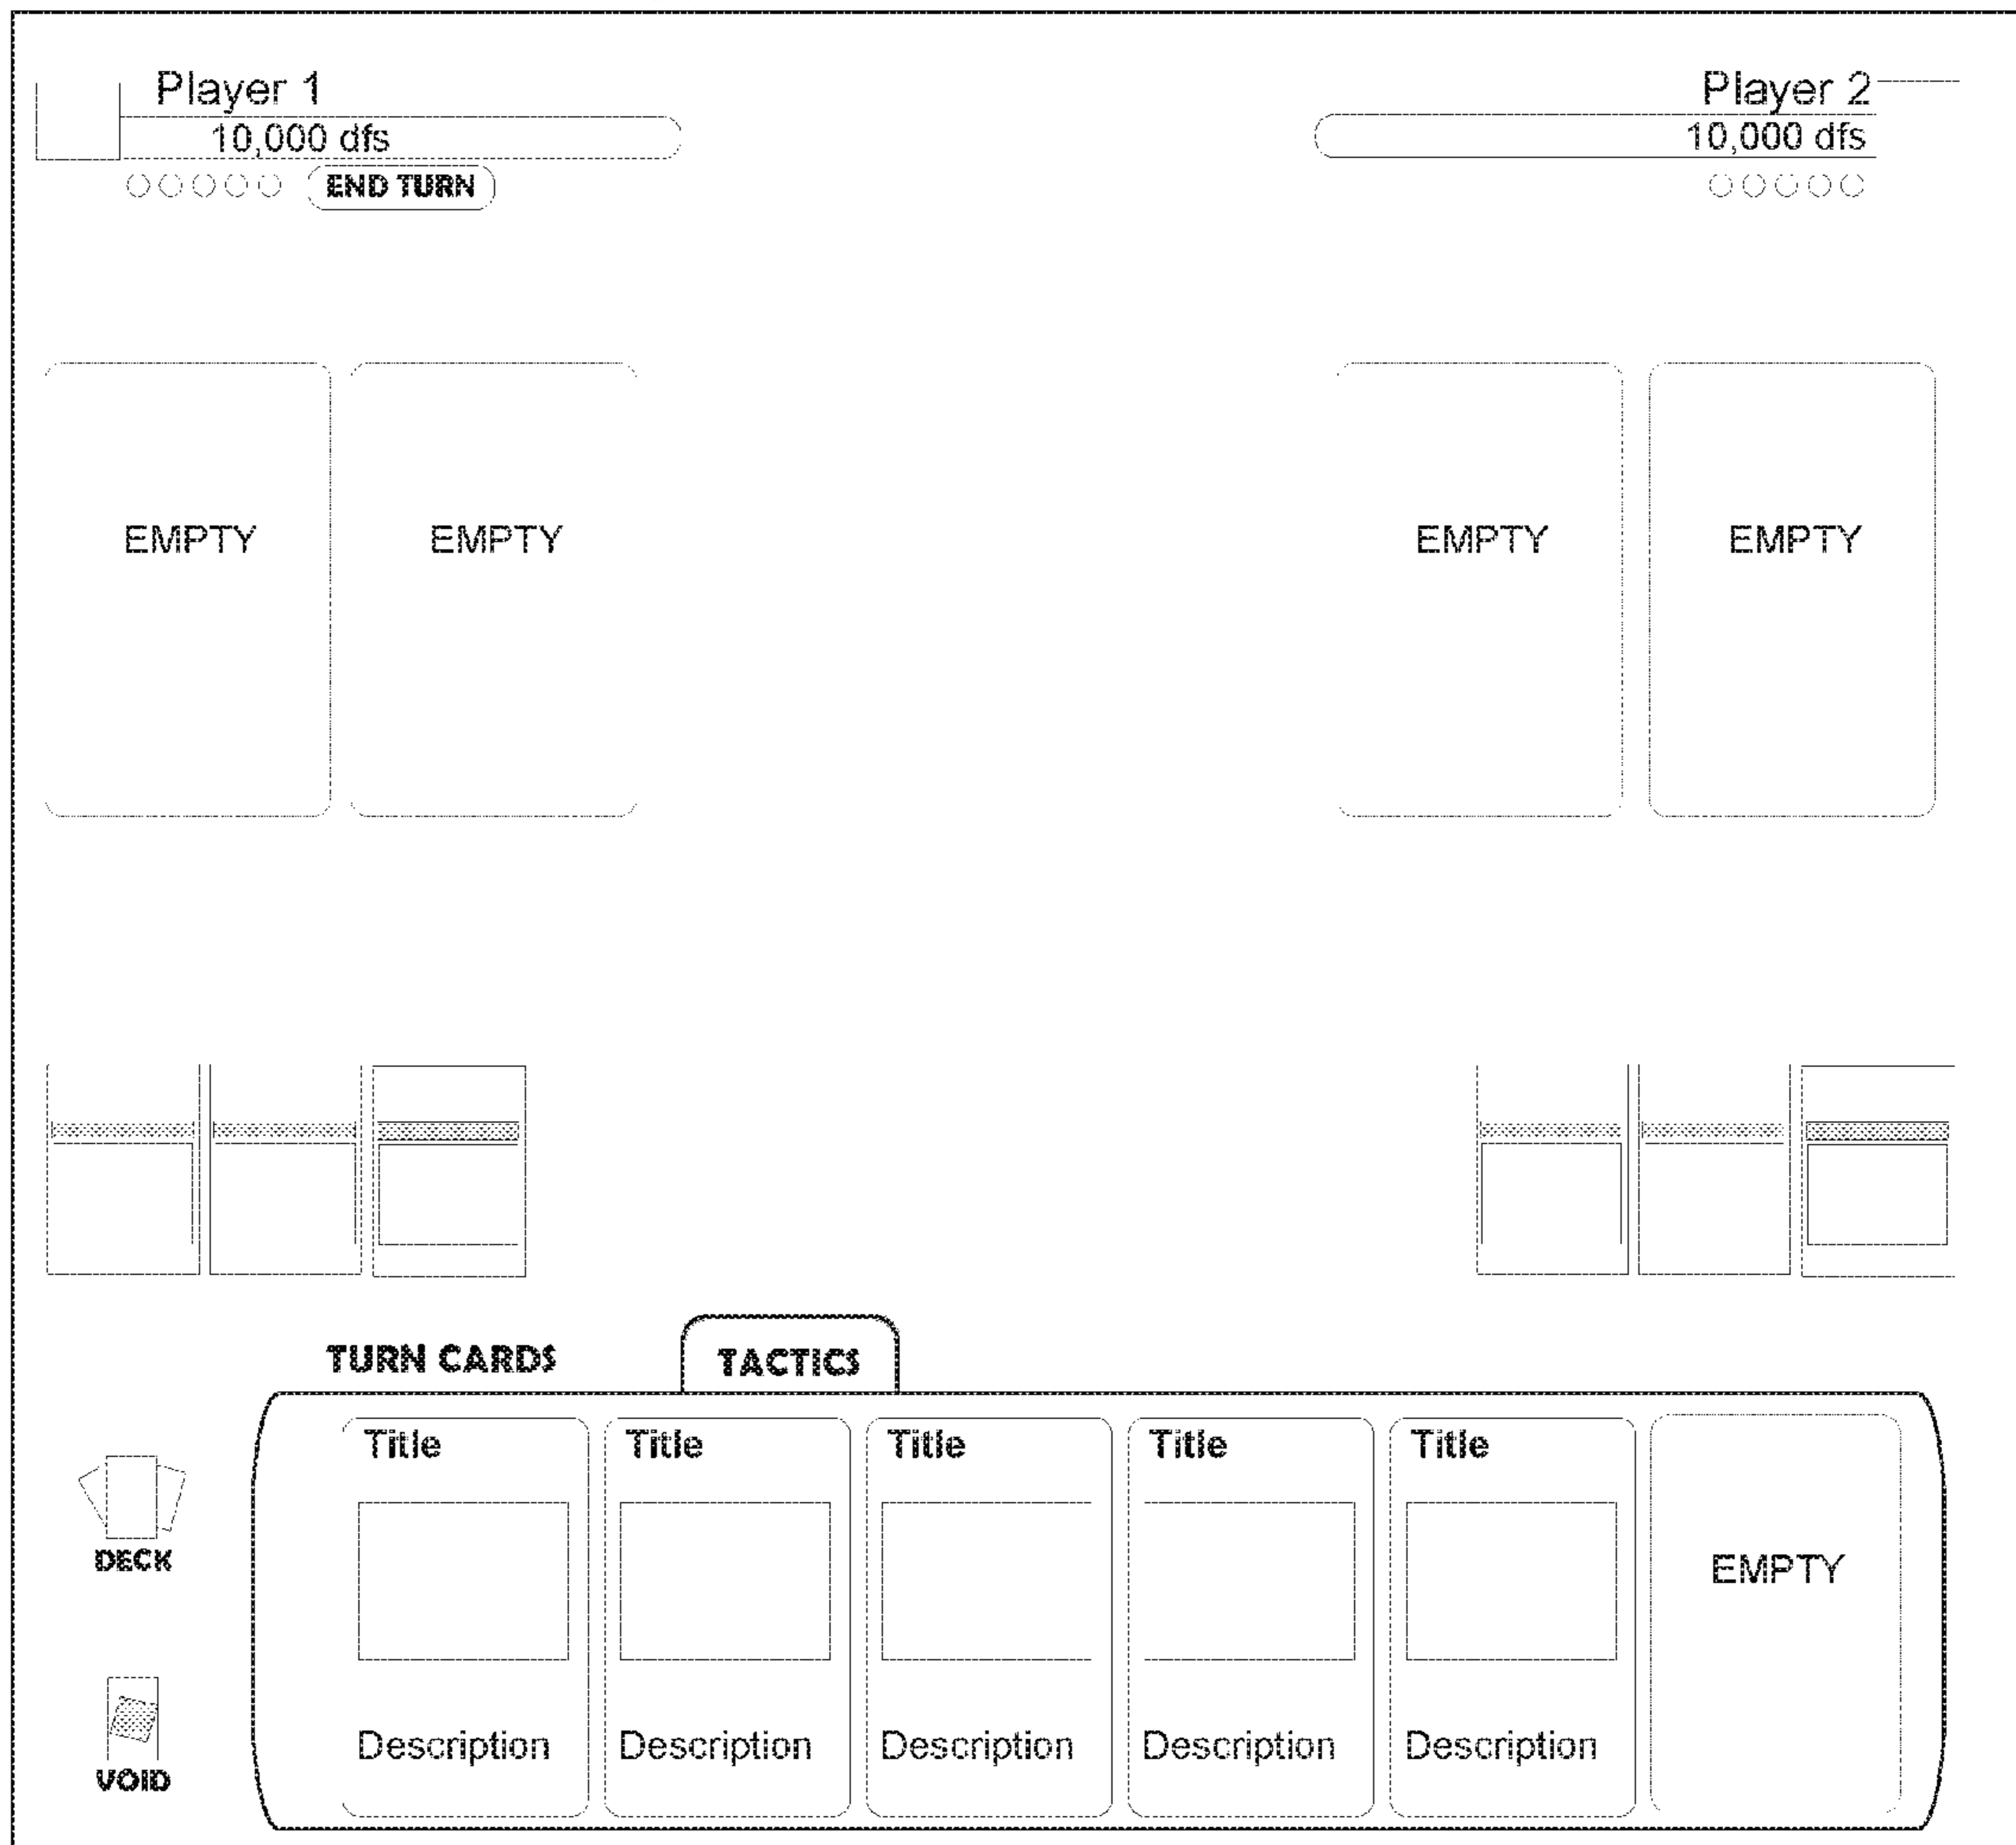 Player 1
10,000 dfs
END TURN
Player 2
10,000 dfs
EMPTY
EMPTY
EMPTY
EMPTY
TURN CARDS
TACTICS
DECK
VOID
Title
Description
Title
Description
Title
Description
Title
Description
Title
Description
EMPTY